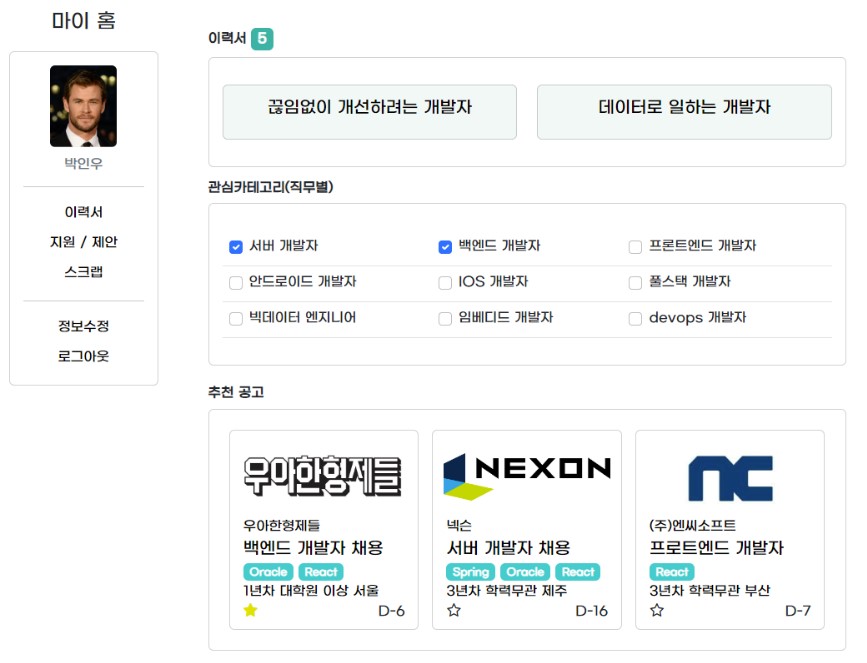 마이 홈
박인우
이력서
지원 / 제안
스크랩
정보수정
로그아웃
이력서 5
끊임없이 개선하려는 개발자
데이터로 일하는 개발자
관심카테고리(직무별)
서버 개발자
백엔드 개발자
프론트엔드 개발자
안드로이드 개발자
IOS 개발자
풀스택 개발자
빅데이터 엔지니어
임베디드 개발자
devops 개발자
추천 공고
우아한형제들
우아한형제들
백엔드 개발자 채용
Oracle React
1년차 대학원 이상 서울
D-6
NEXON
넥슨
서버 개발자 채용
Spring Oracle React
3년차 학력무관 제주
D-16
nc
(주)엔씨소프트
프로트엔드 개발자
React
3년차 학력무관 부산
D-7